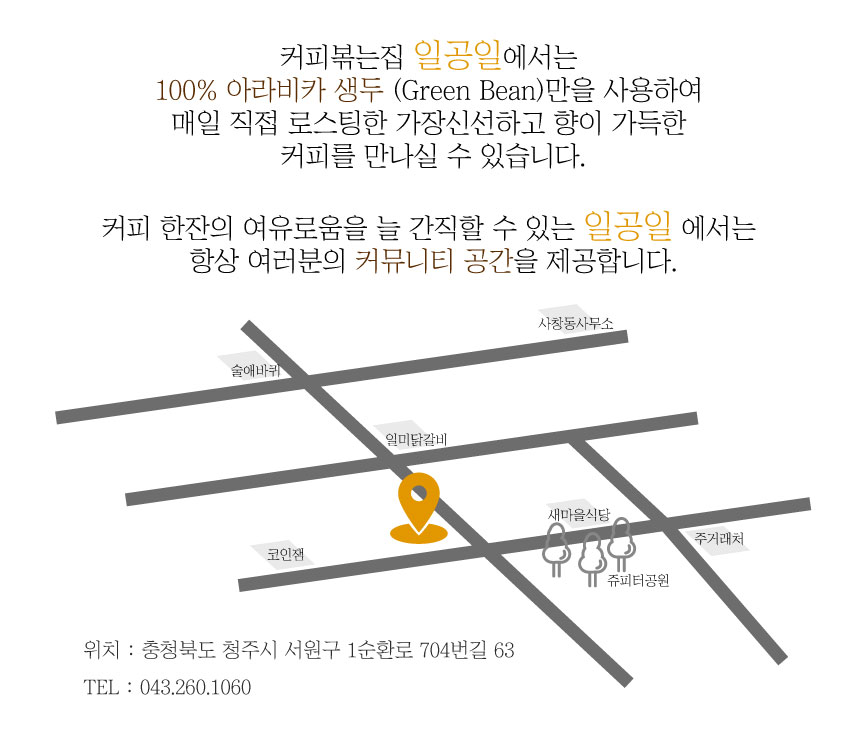 커피볶는집 일공일에서는
100% 아라비카 생두 (Green Bean)만을 사용하여
매일 직접 로스팅한 가장신선하고 향이 가득한
커피를 만나실 수 있습니다.
커피 한잔의 여유로움을 늘 간직할 수 있는 일공일 에서는
항상 여러분의 커뮤니티 공간을 제공합니다.
사창동사무소
술애바퀴
일미닭갈비
새마을식당
주거래처
코인잼
쥬피터공원
위치 : 충청북도 청주시 서원구 1순환로 704번길 63
TEL : 043.260.1060